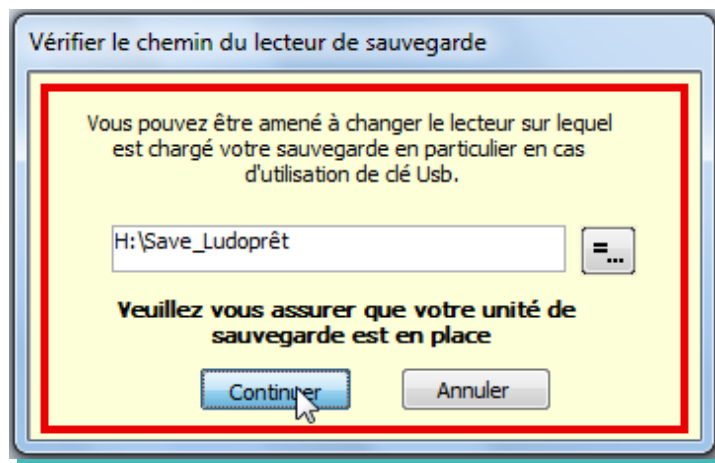 Vérifier le chemin du lecteur de sauvegarde
Vous pouvez être amené à changer le lecteur sur lequel
est chargé votre sauvegarde en particulier en cas
d'utilisation de clé Usb.
H:\Save_Ludoprêt
=...
Veuillez vous assurer que votre unité de
sauvegarde est en place
Continuer Annuler